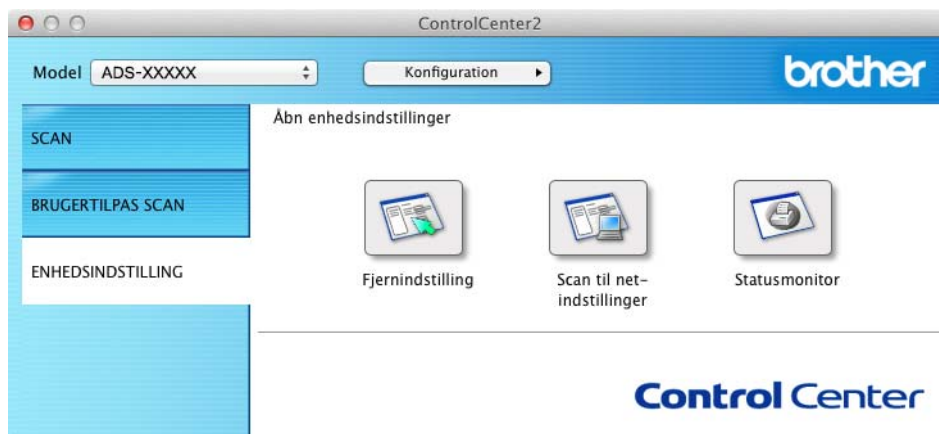 ControlCenter2
Model ADS-XXXXX Konfiguration brother
SCAN
BRUGERTILPAS SCAN
ENHEDSINDSTILLING
Åbn enhedsindstillinger
Fjernindstilling
Scan til net-
indstillinger
Statusmonitor
Control Center